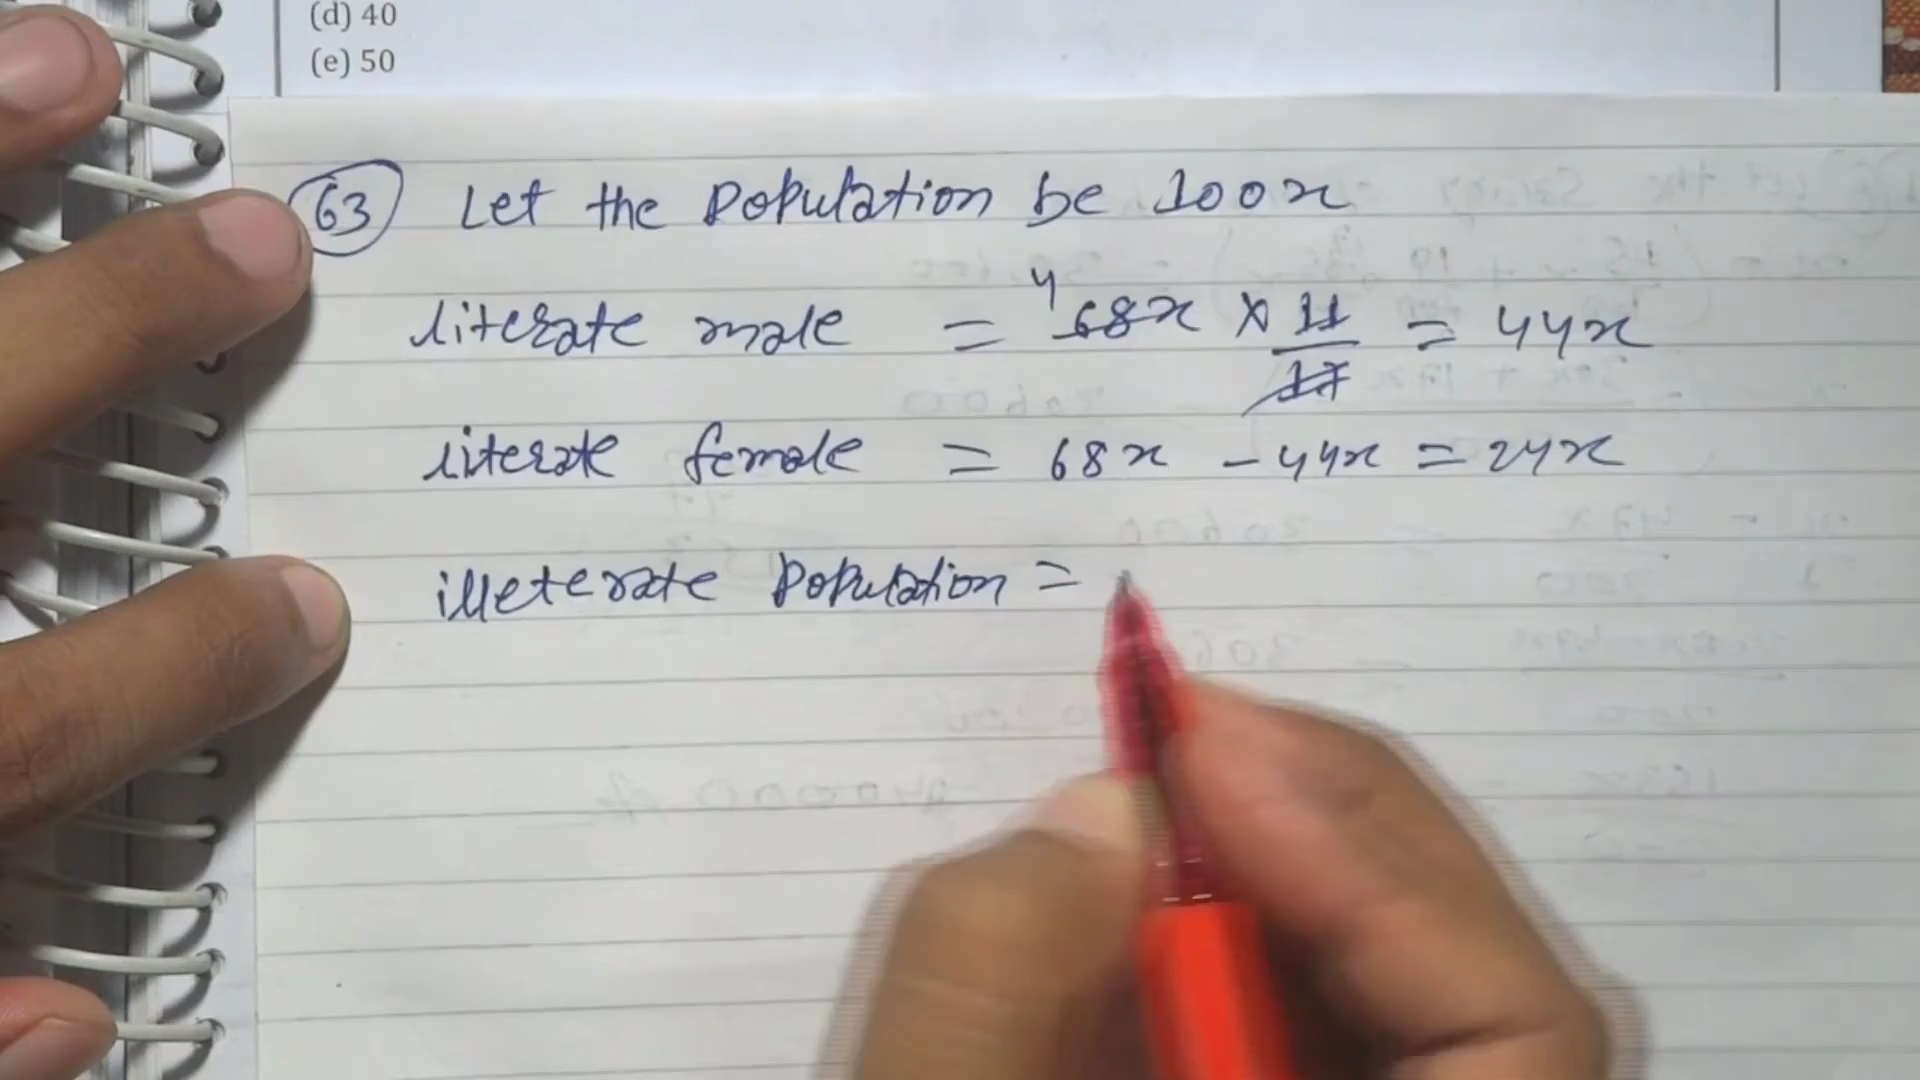 (d) 40
(e) 50
63 Let the population be 100x
literate male = 4 68x × 11/17 = 44x
literate female = 68x - 44x = 24x
illeterate population =